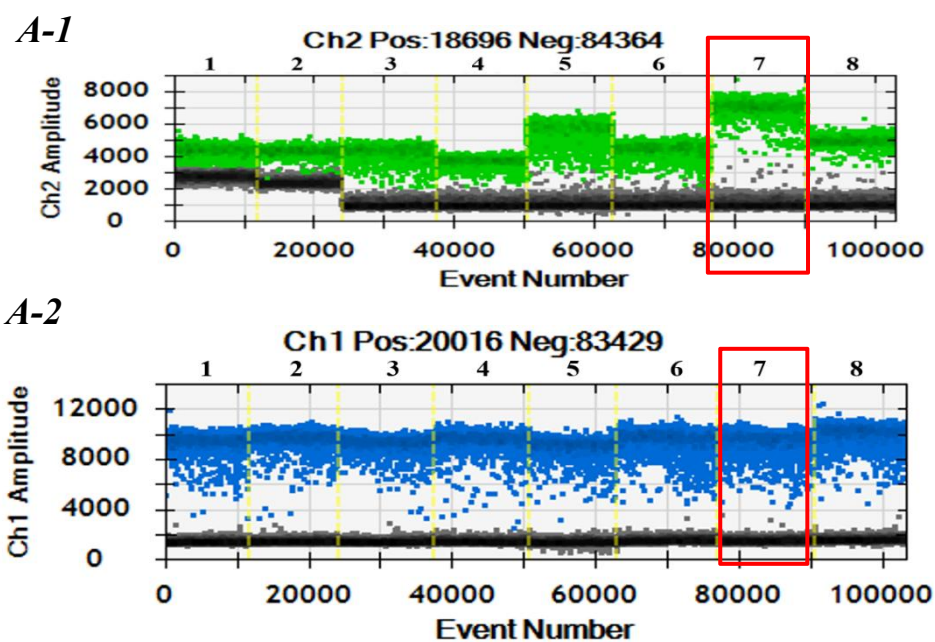 A-1
Ch2 Pos:18696 Neg:84364
1 2 3 4 5 6 7 8
8000
6000
4000
2000
0
Ch2 Amplitude
0 20000 40000 60000 80000 100000
Event Number
A-2
Ch1 Pos:20016 Neg:83429
1 2 3 4 5 6 7 8
12000
8000
4000
0
Ch1 Amplitude
0 20000 40000 60000 80000 100000
Event Number